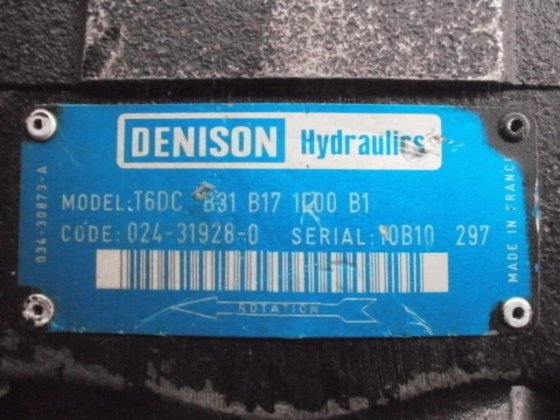 DENISON Hydraulics
MODEL: T6DC B31 B17 1L00 B1
CODE: 024-31928-0 SERIAL: 10B10 297
ROTATION
034-30873-A
MADE IN FRANCE